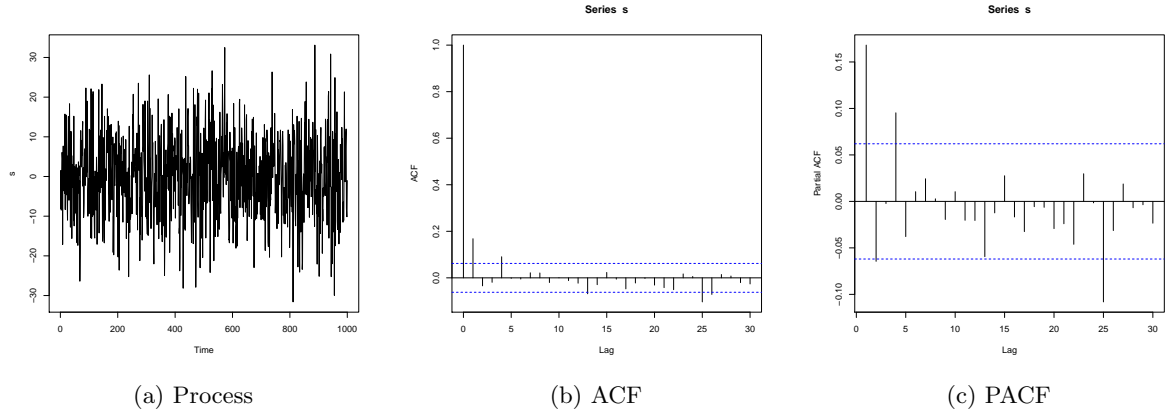 Series s
Series s
s
30
20
10
0
−10
−20
−30
0 200 400 600 800 1000
Time
ACF
1.0
0.8
0.6
0.4
0.2
0.0
0 5 10 15 20 25 30
Lag
Partial ACF
0.15
0.10
0.05
0.00
−0.05
−0.10
0 5 10 15 20 25 30
Lag
(a) Process
(b) ACF
(c) PACF